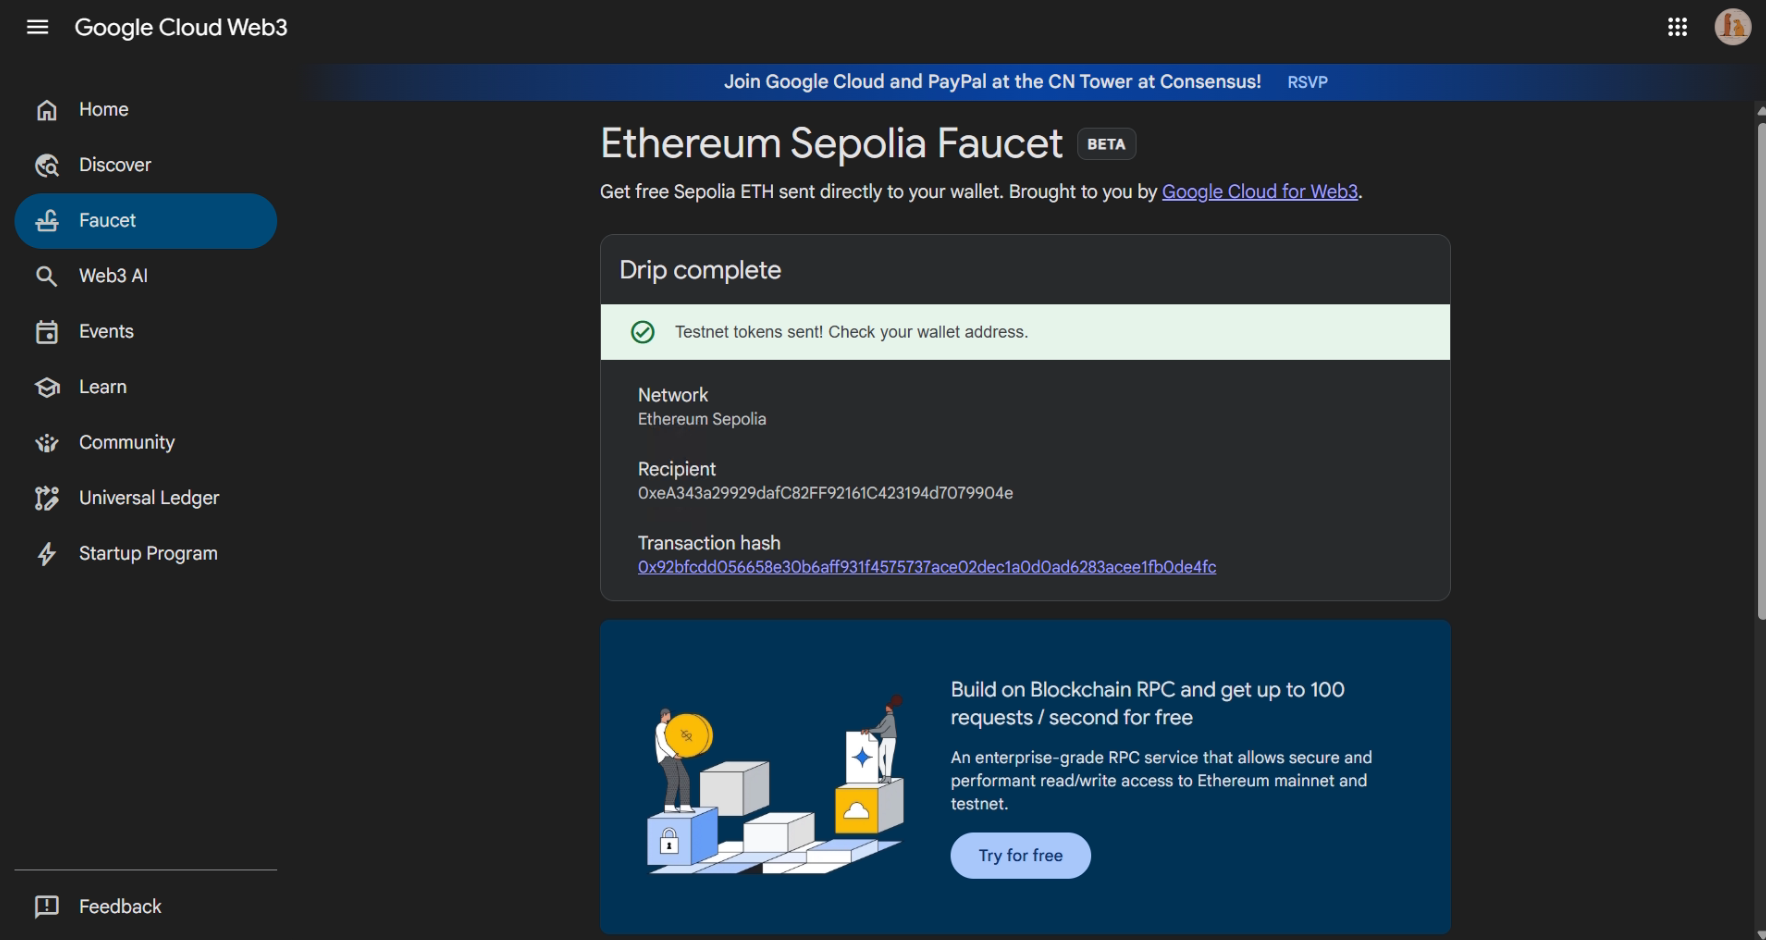 Google Cloud Web3
Join Google Cloud and PayPal at the CN Tower at Consensus! RSVP
Home
Discover
Faucet
Web3 AI
Events
Learn
Community
Universal Ledger
Startup Program
Feedback
Ethereum Sepolia Faucet BETA
Get free Sepolia ETH sent directly to your wallet. Brought to you by Google Cloud for Web3.
Drip complete
Testnet tokens sent! Check your wallet address.
Network
Ethereum Sepolia
Recipient
0xeA343a29929dafC82FF92161C423194d7079904e
Transaction hash
0x92bfcdd056658e30b6aff931f4575737ace02dec1a0d0ad6283acee1fb0de4fc
Build on Blockchain RPC and get up to 100
requests / second for free
An enterprise-grade RPC service that allows secure and
performant read/write access to Ethereum mainnet and
testnet.
Try for free